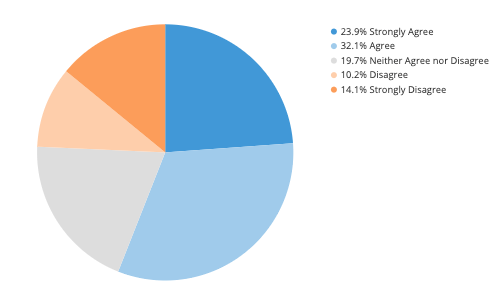 23.9% Strongly Agree
32.1% Agree
19.7% Neither Agree nor Disagree
10.2% Disagree
14.1% Strongly Disagree